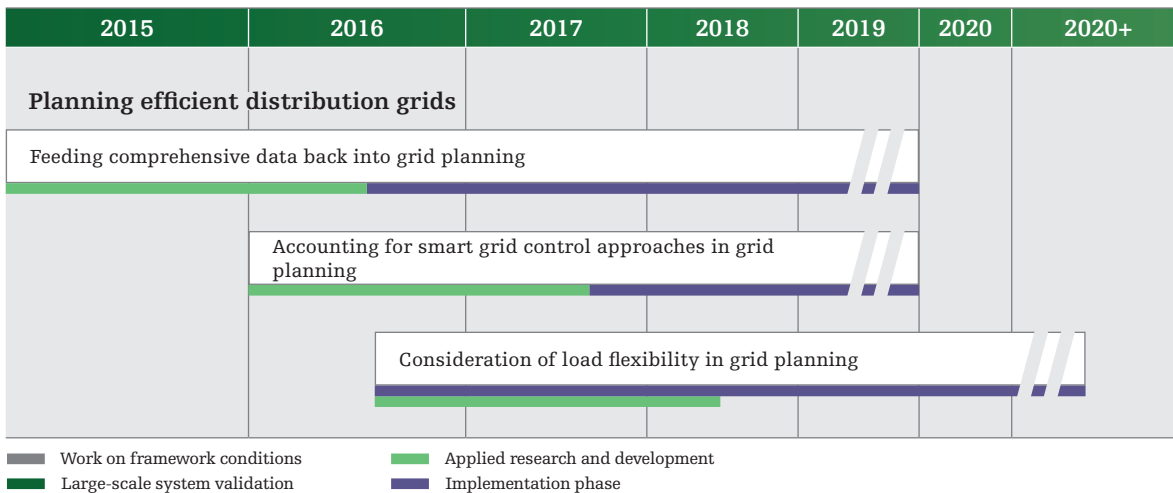 2015 2016 2017 2018 2019 2020 2020+
Planning efficient distribution grids
Feeding comprehensive data back into grid planning
Accounting for smart grid control approaches in grid
planning
Consideration of load flexibility in grid planning
Work on framework conditions Applied research and development
Large-scale system validation Implementation phase